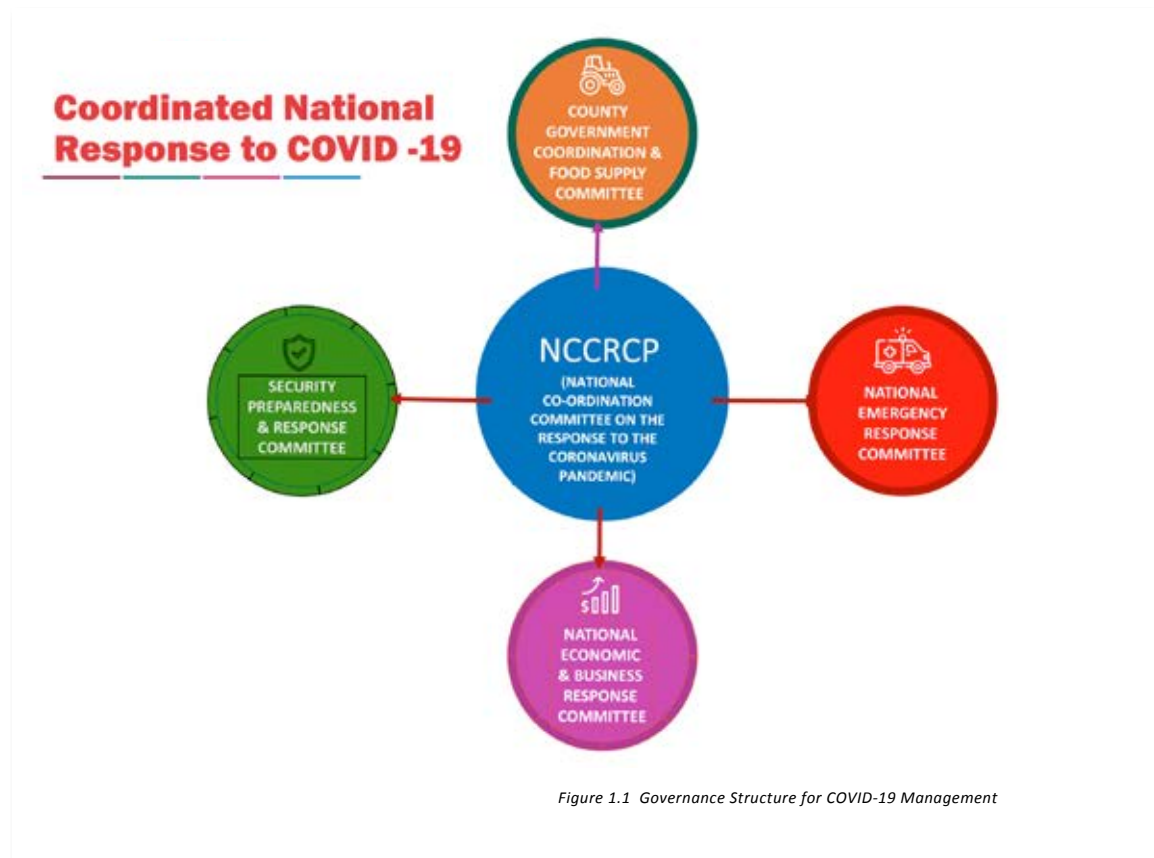 Coordinated National
Response to COVID -19
COUNTY
GOVERNMENT
COORDINATION &
FOOD SUPPLY
COMMITTEE
SECURITY
PREPAREDNESS
& RESPONSE
COMMITTEE
NCCRCP
(NATIONAL
CO-ORDINATION
COMMITTEE ON THE
RESPONSE TO THE
CORONAVIRUS
PANDEMIC)
NATIONAL
EMERGENCY
RESPONSE
COMMITTEE
$
NATIONAL
ECONOMIC
& BUSINESS
RESPONSE
COMMITTEE
Figure 1.1 Governance Structure for COVID-19 Management